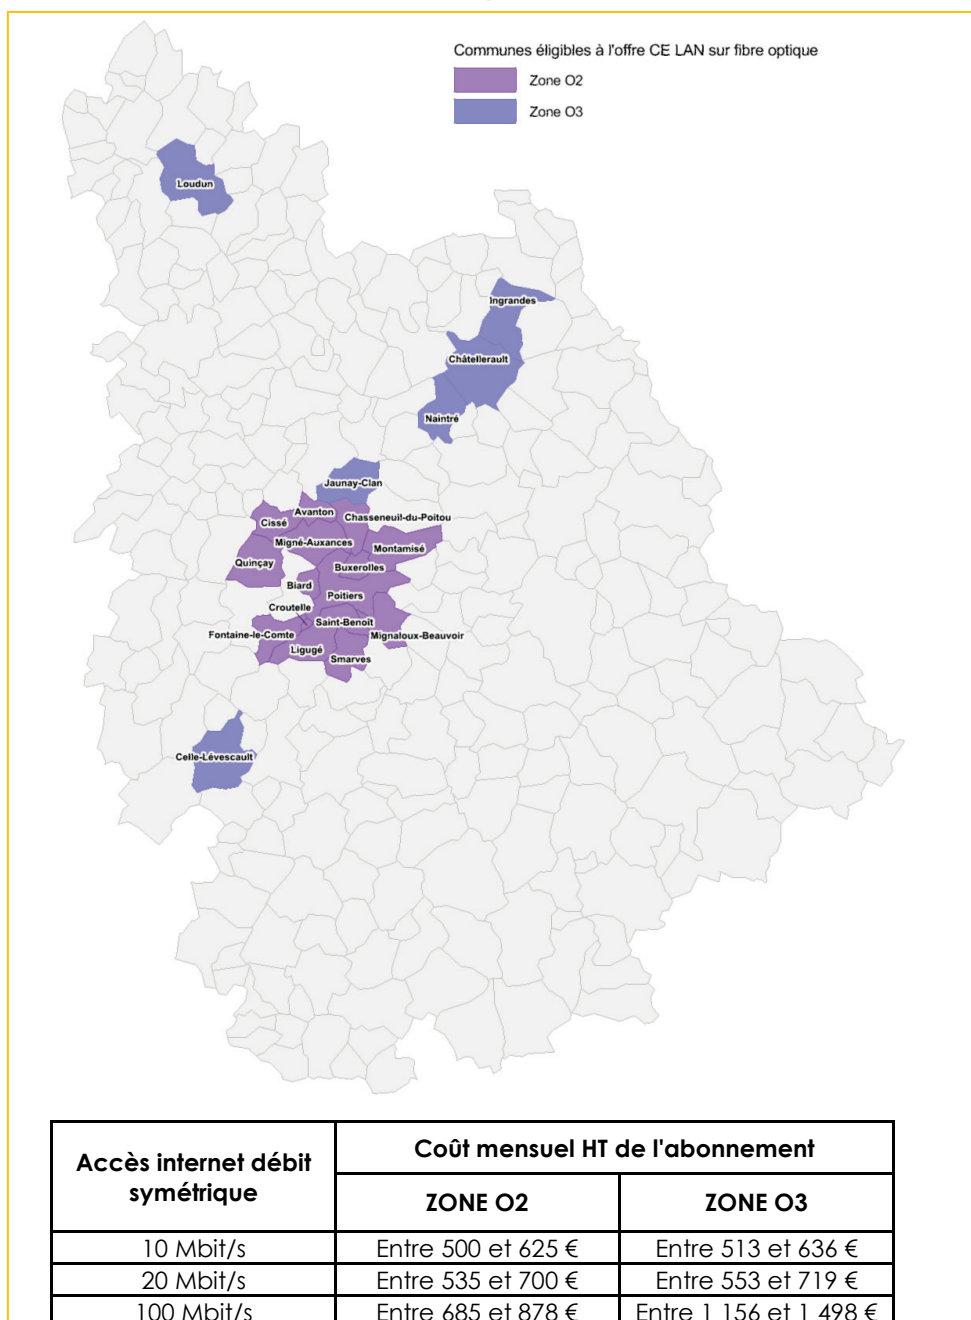 Communes éligibles à l'offre CE LAN sur fibre optique
Zone O2
Zone O3
Loudun
Ingrandes
Châtellerault
Naintré
Jaunay-Clan
Avanton
Chasseneuil-du-Poitou
Cissé
Migné-Auxances
Montamisé
Quinçay
Buxerolles
Biard
Poitiers
Croutelle
Saint-Benoît
Fontaine-le-Comte
Mignaloux-Beauvoir
Ligugé
Smarves
Celle-Lévescault
Accès internet débit symétrique
Coût mensuel HT de l'abonnement
ZONE O2
ZONE O3
10 Mbit/s
Entre 500 et 625 €
Entre 513 et 636 €
20 Mbit/s
Entre 535 et 700 €
Entre 553 et 719 €
100 Mbit/s
Entre 685 et 878 €
Entre 1 156 et 1 498 €